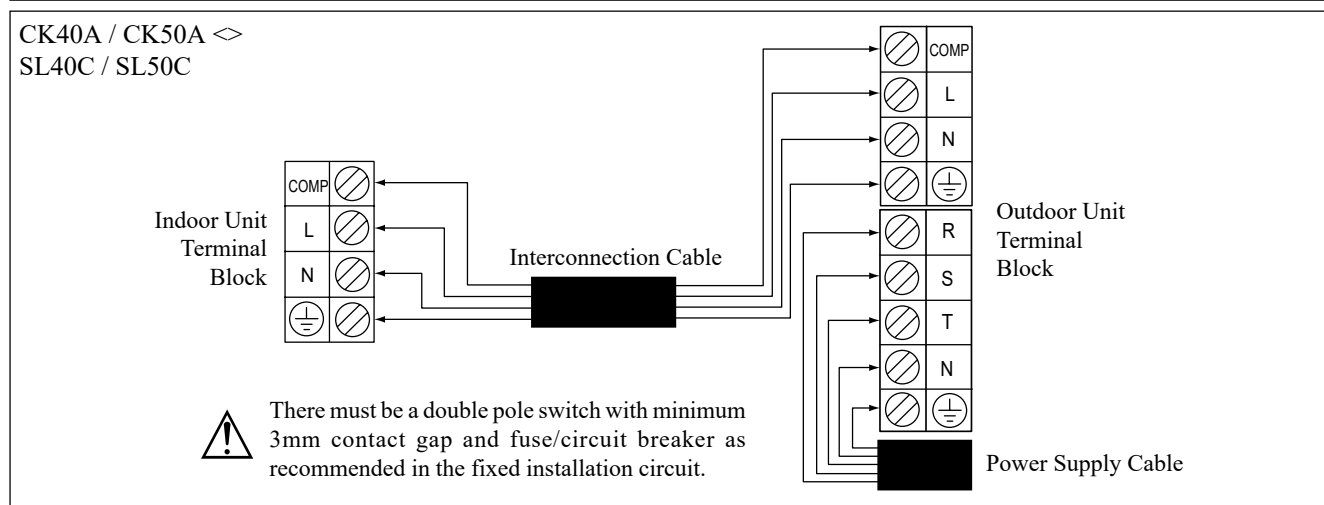 CK40A / CK50A <>
SL40C / SL50C
COMP
L
N
Indoor Unit
Terminal
Block
Interconnection Cable
COMP
L
N
R
S
T
N
Outdoor Unit
Terminal
Block
Power Supply Cable
There must be a double pole switch with minimum
3mm contact gap and fuse/circuit breaker as
recommended in the fixed installation circuit.